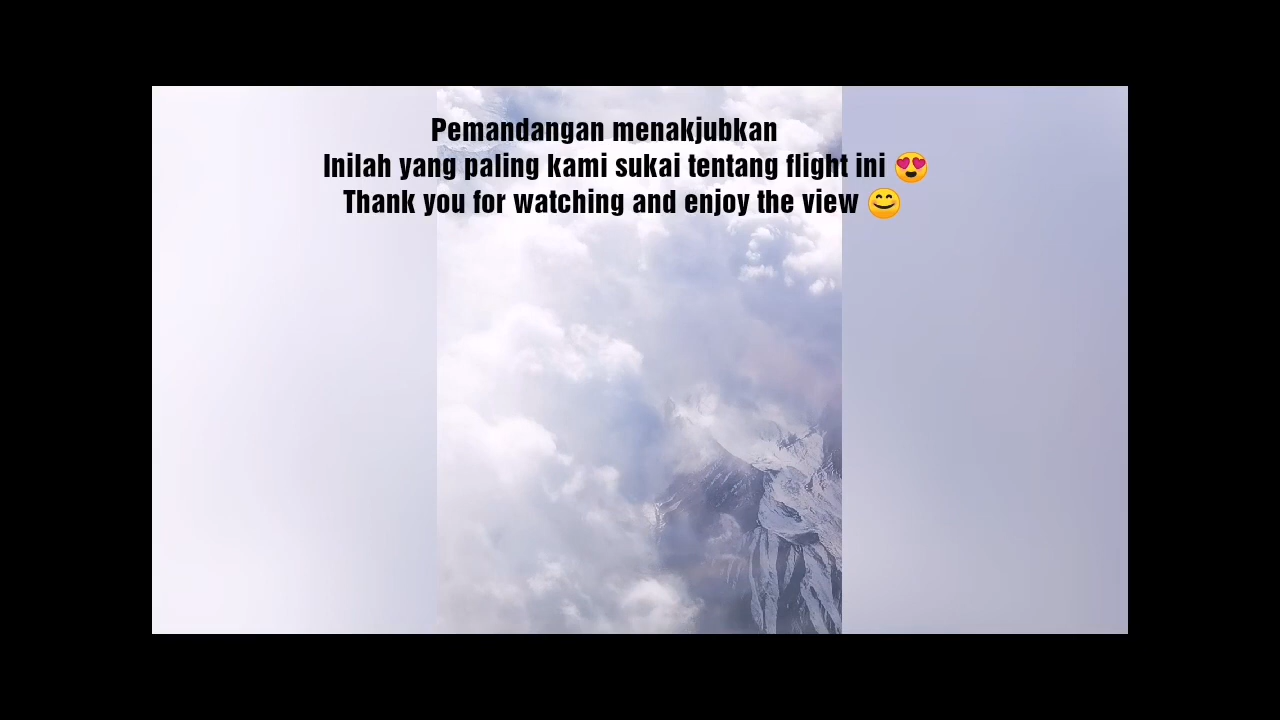 Pemandangan menakjubkan
Inilah yang paling kami sukai tentang flight ini 😍
Thank you for watching and enjoy the view 😊